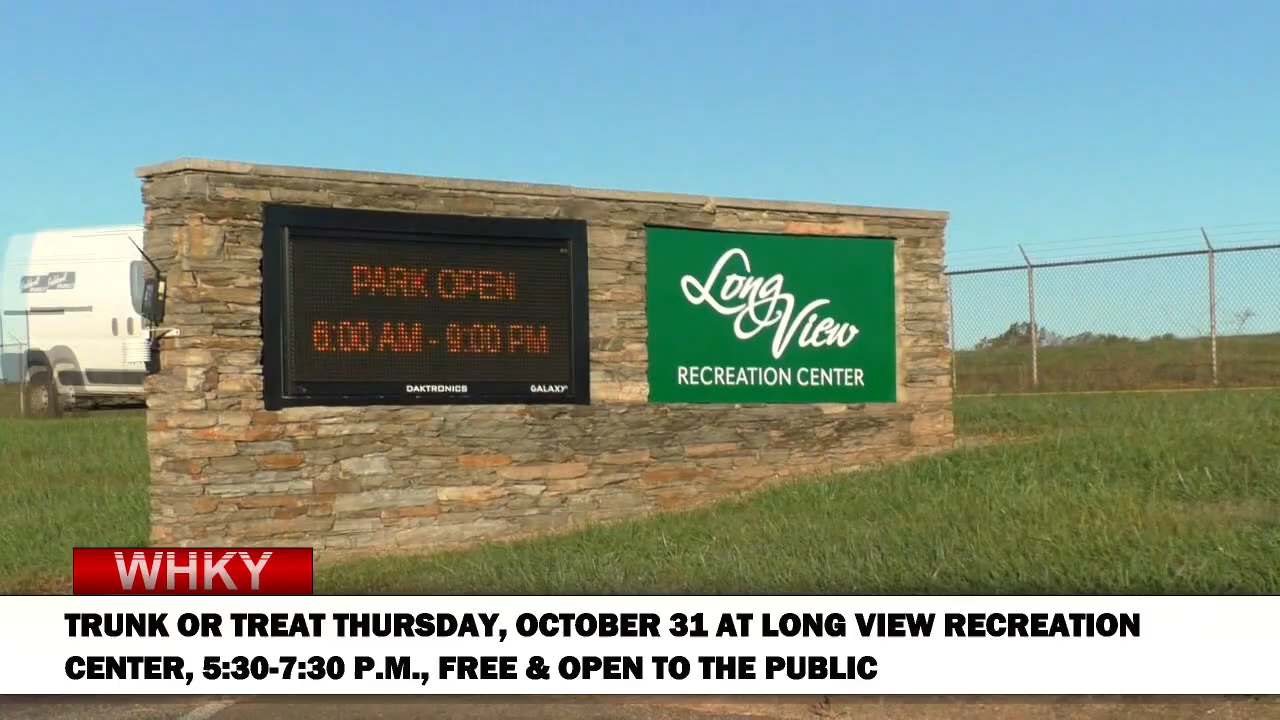 PARK OPEN
6:00 AM - 9:00 PM
DAKTRONICS GALAXY
Long View
RECREATION CENTER
WHKY
TRUNK OR TREAT THURSDAY, OCTOBER 31 AT LONG VIEW RECREATION
CENTER, 5:30-7:30 P.M., FREE & OPEN TO THE PUBLIC